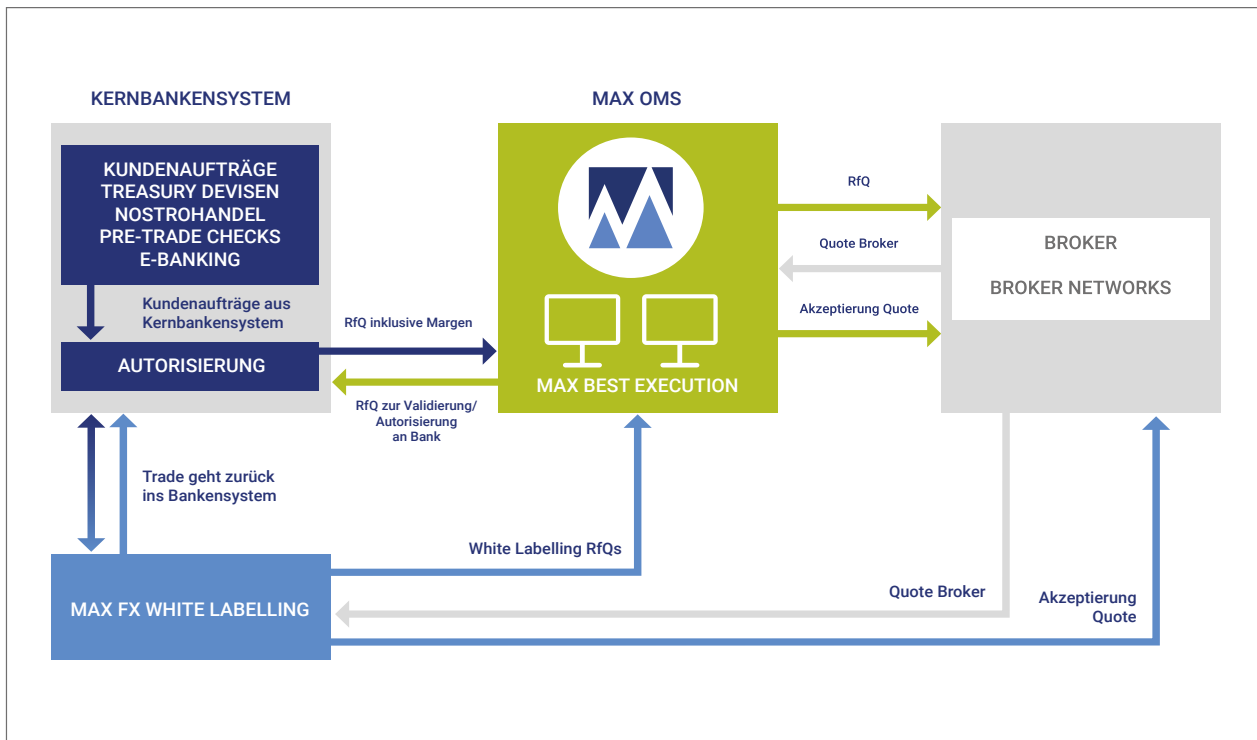 KERNBANKENSYSTEM
KUNDENAUFTRÄGE
TREASURY DEVISEN
NOSTROHANDEL
PRE-TRADE CHECKS
E-BANKING
Kundenaufträge aus
Kernbankensystem
AUTORISIERUNG
RfQ inklusive Margen
RfQ zur Validierung/
Autorisierung
an Bank
MAX OMS
MAX BEST EXECUTION
RfQ
Quote Broker
Akzeptierung Quote
BROKER
BROKER NETWORKS
Trade geht zurück
ins Bankensystem
MAX FX WHITE LABELLING
White Labelling RfQs
Quote Broker
Akzeptierung
Quote